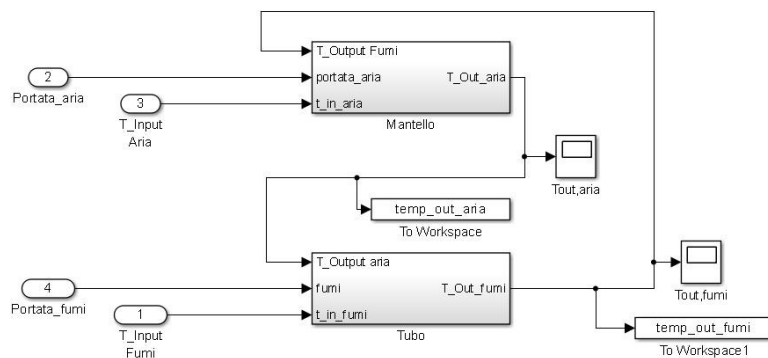 T_Output Fumi
2
portata_aria
T_Out_aria
Portata_aria
3
t_in_aria
T_Input
Aria
Mantello
Tout,aria
temp_out_aria
To Workspace
T_Output aria
4
fumi
T_Out_fumi
Portata_fumi
1
t_in_fumi
T_Input
Fumi
Tubo
Tout,fumi
temp_out_fumi
To Workspace1